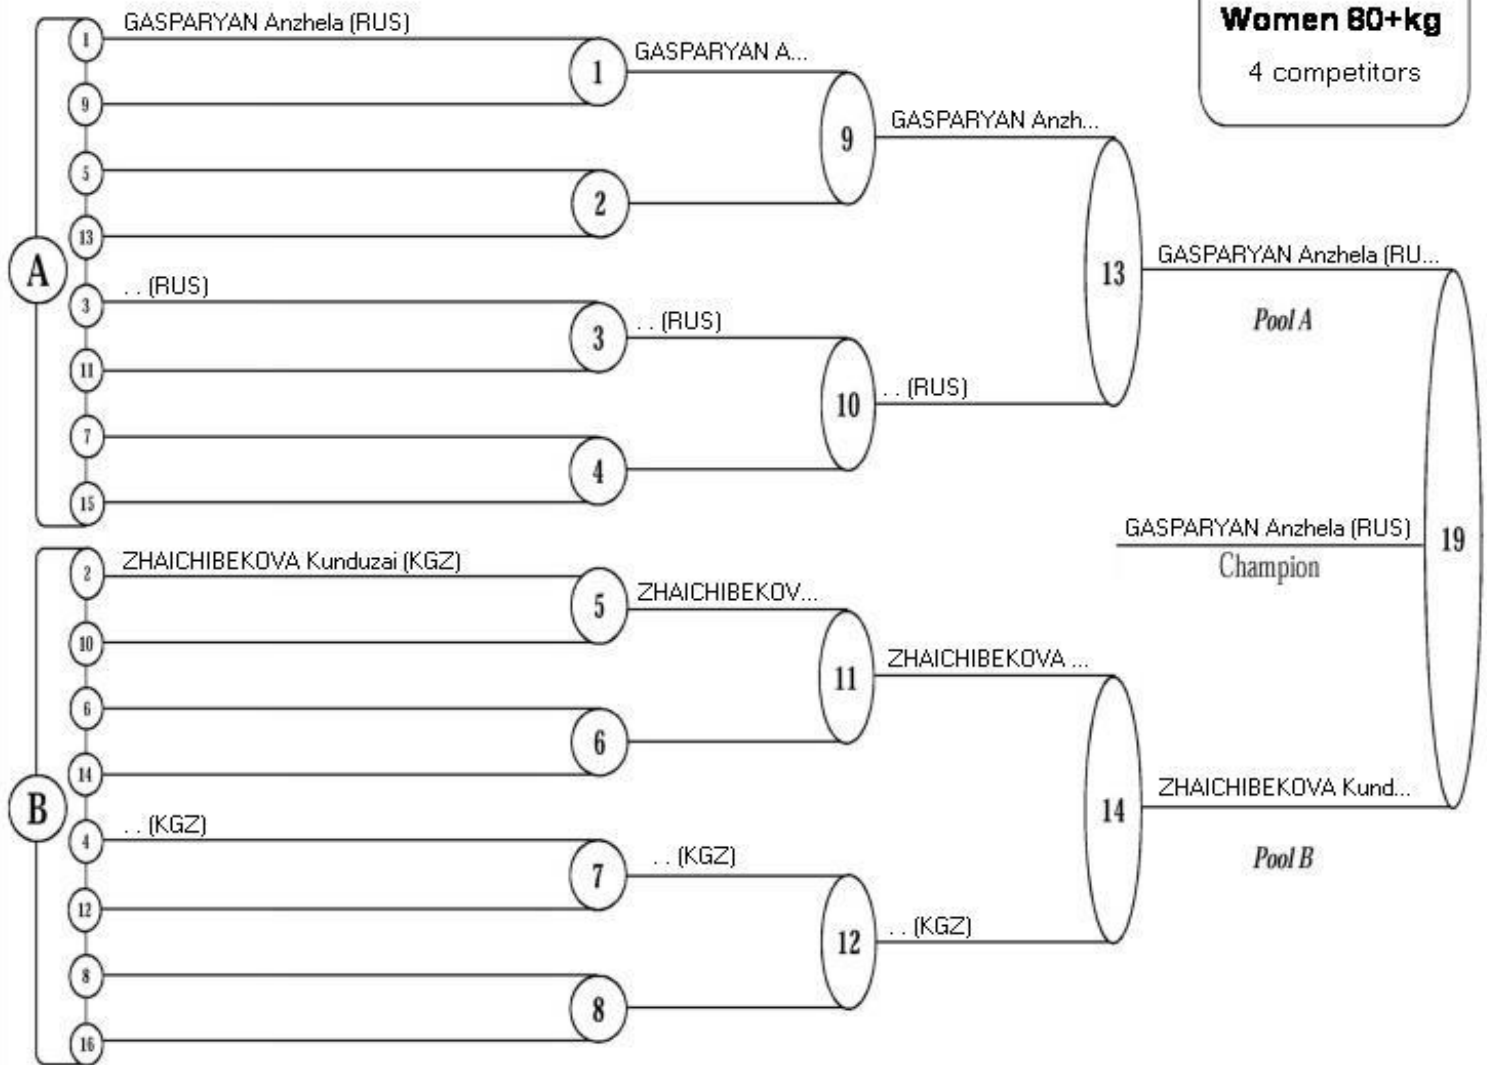 Women 80+kg
4 competitors
A
1
GASPARYAN Anzhela (RUS)
9
5
13
3
. . (RUS)
11
7
15
1
GASPARYAN A...
2
3
. . (RUS)
4
9
GASPARYAN Anzh...
10
. . (RUS)
13
GASPARYAN Anzhela (RU...
Pool A
B
2
ZHAICHIBEKOVA Kunduzai (KGZ)
10
6
14
4
. . (KGZ)
12
8
16
5
ZHAICHIBEKOV...
6
7
. . (KGZ)
8
11
ZHAICHIBEKOVA ...
12
. . (KGZ)
14
ZHAICHIBEKOVA Kund...
Pool B
19
GASPARYAN Anzhela (RUS)
Champion